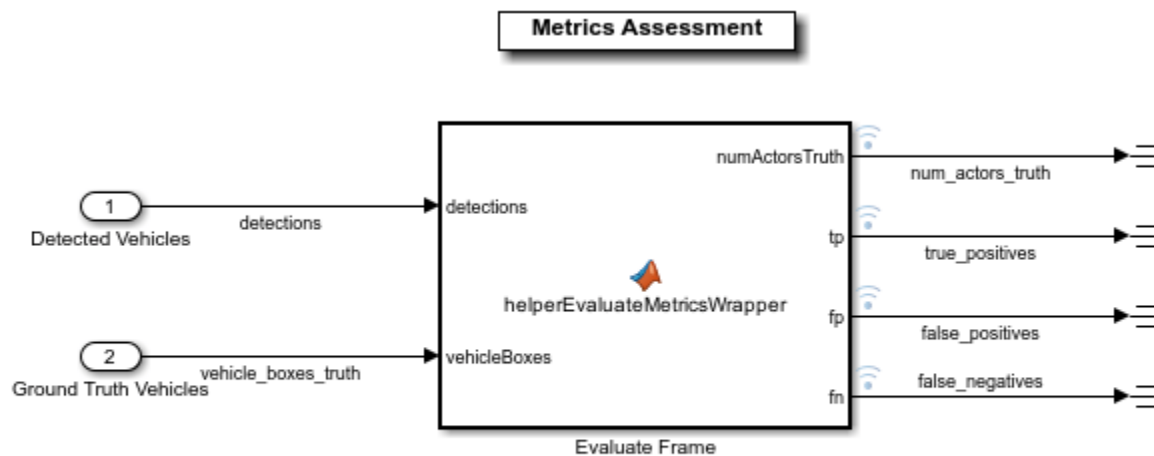 Metrics Assessment
numActorsTruth
num_actors_truth
1
detections
detections
Detected Vehicles
tp
true_positives
helperEvaluateMetricsWrapper
fp
false_positives
2
vehicleBoxes
vehicle_boxes_truth
Ground Truth Vehicles
false_negatives
fn
Evaluate Frame